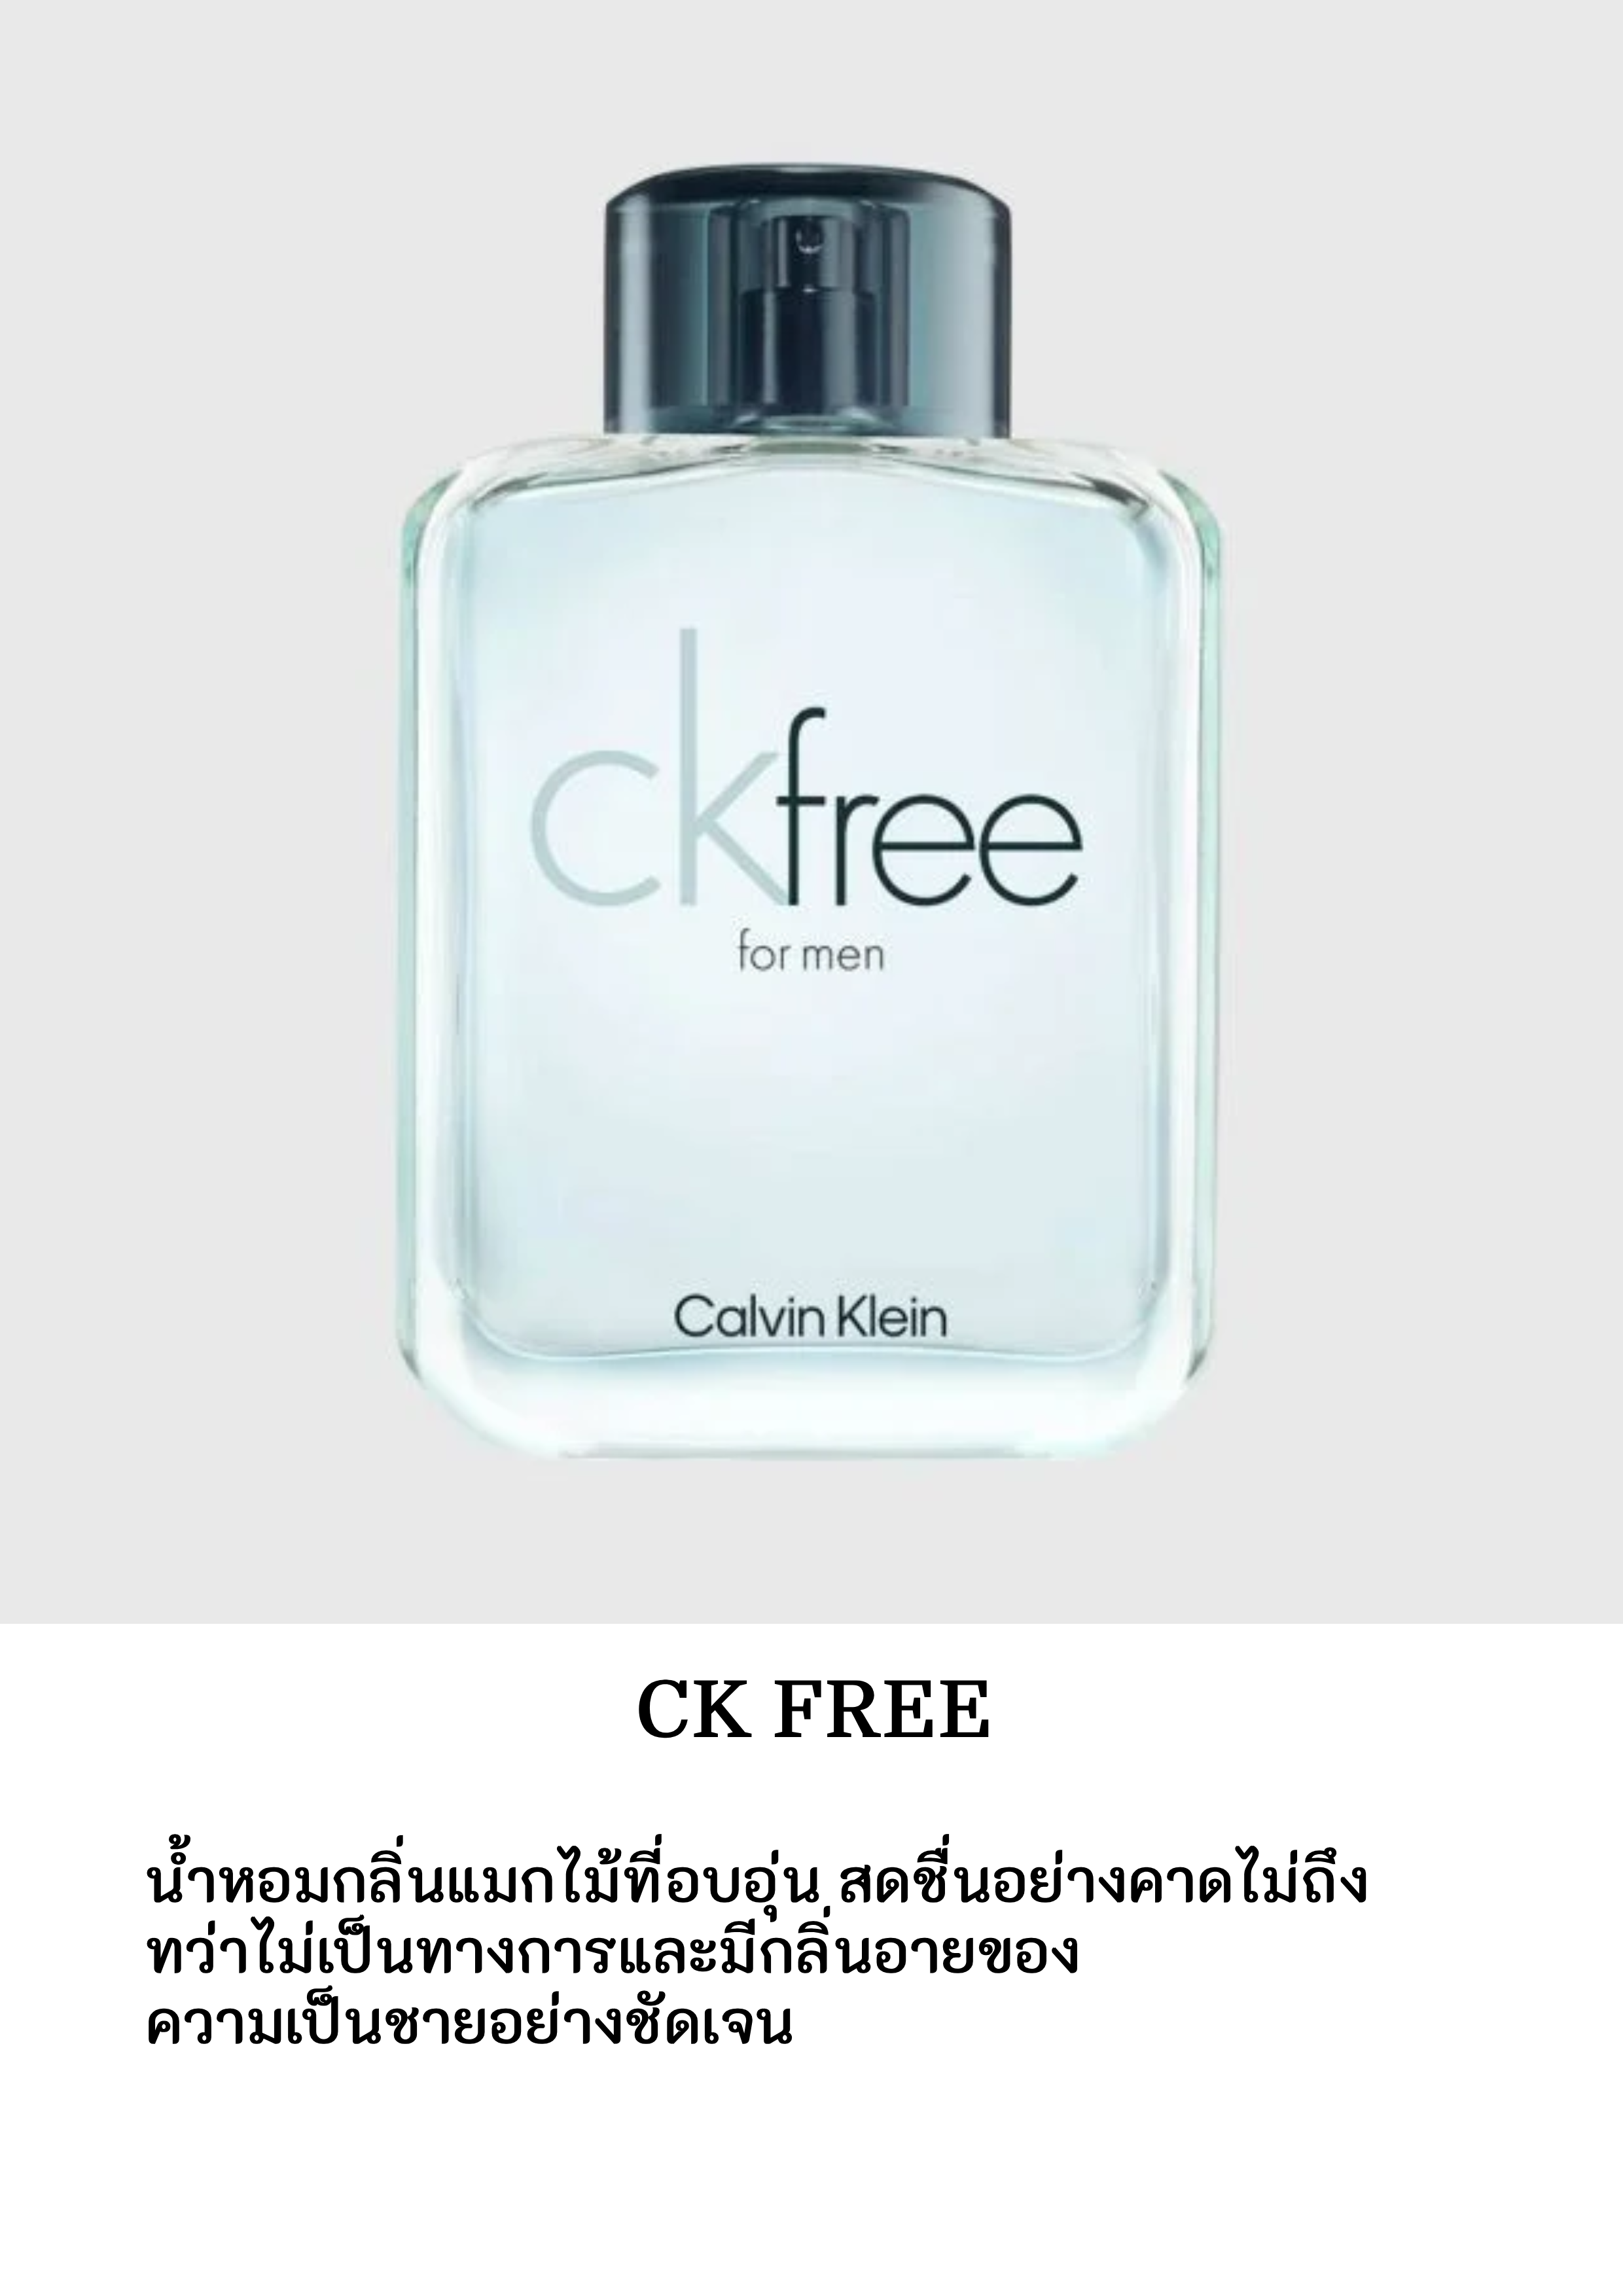 ckfree
for men
Calvin Klein
CK FREE
น้ำหอมกลิ่นแมกไม้ที่อบอุ่น สดชื่นอย่างคาดไม่ถึง
ทว่าไม่เป็นทางการและมีกลิ่นอายของ
ความเป็นชายอย่างชัดเจน